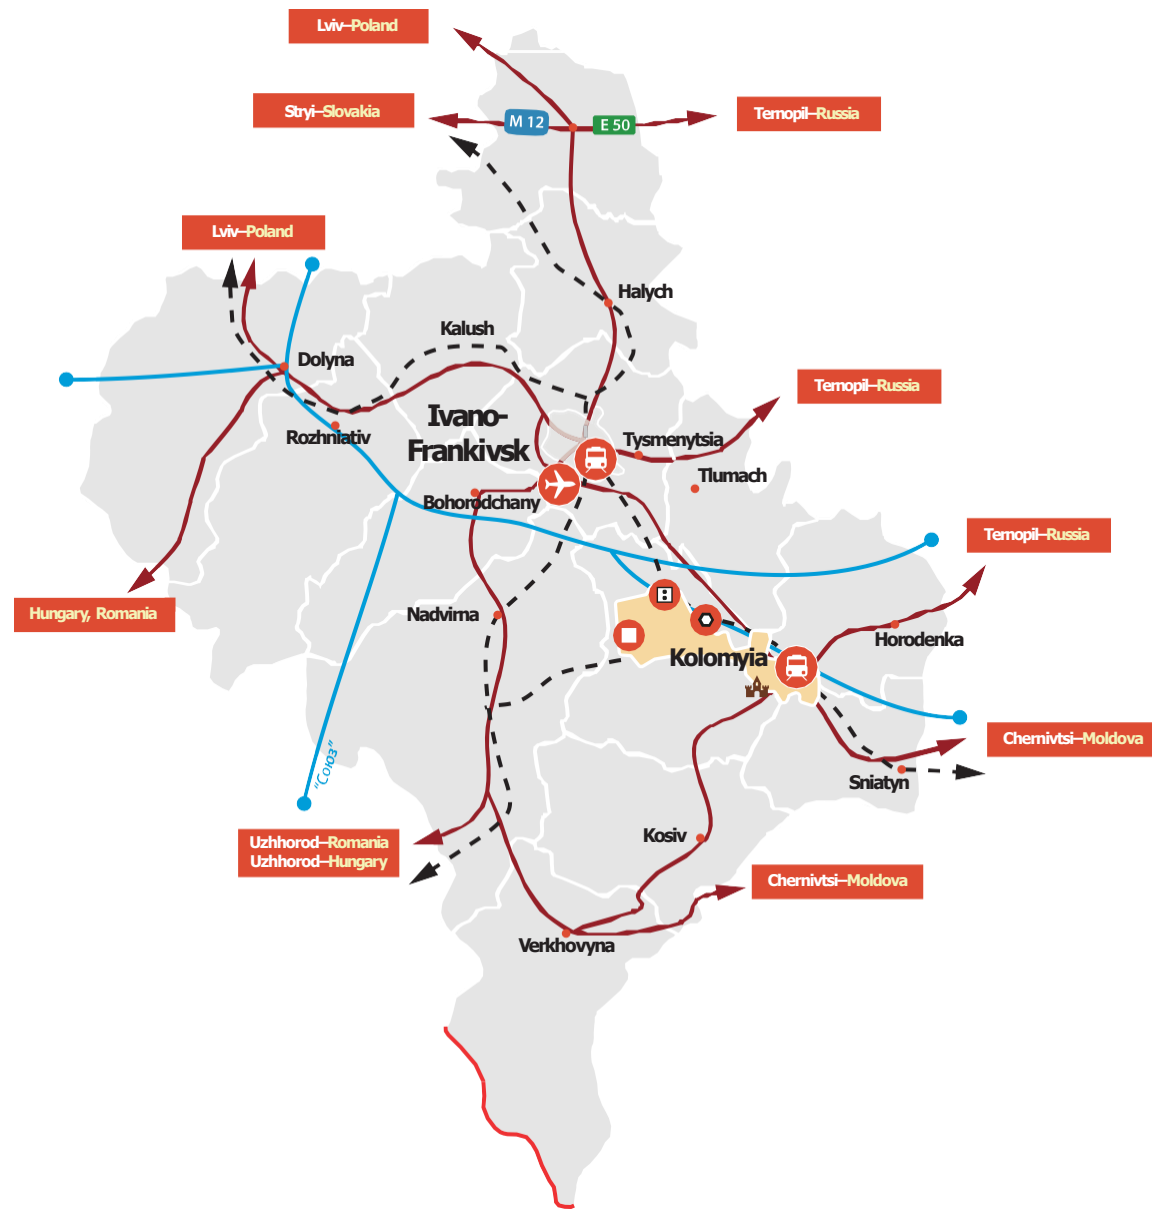 Lviv–Poland
Stryi–Slovakia
M 12
E 50
Ternopil–Russia
Lviv–Poland
Halych
Kalush
Dolyna
Ternopil–Russia
Ivano-
Frankivsk
Rozhniativ
Tysmenytsia
Tlumach
Bohorodchany
Ternopil–Russia
Hungary, Romania
Nadvirna
Horodenka
Kolomyia
Chernivtsi–Moldova
"Союз"
Sniatyn
Uzhhorod–Romania
Uzhhorod–Hungary
Kosiv
Chernivtsi–Moldova
Verkhovyna